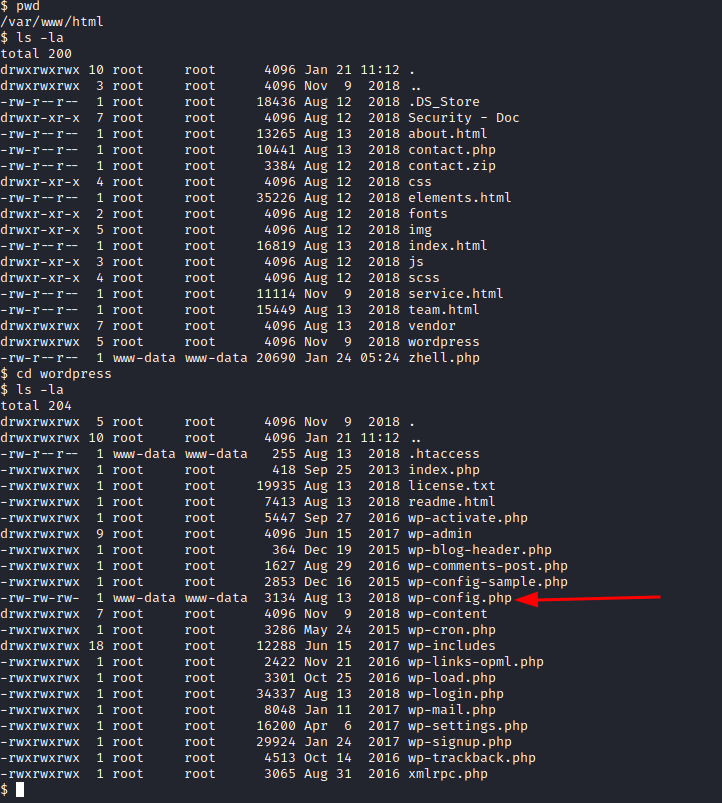 $ pwd
/var/www/html
$ ls -la
total 200
drwxrwxrwx 10 root     root      4096 Jan 21 11:12 .
drwxrwxrwx  3 root     root      4096 Nov  9  2018 ..
-rw-r--r--  1 root     root     18436 Aug 12  2018 .DS_Store
drwxr-xr-x  7 root     root      4096 Aug 12  2018 Security - Doc
-rw-r--r--  1 root     root     13265 Aug 13  2018 about.html
-rw-r--r--  1 root     root     10441 Aug 13  2018 contact.php
-rw-r--r--  1 root     root      3384 Aug 12  2018 contact.zip
drwxr-xr-x  4 root     root      4096 Aug 12  2018 css
-rw-r--r--  1 root     root     35226 Aug 12  2018 elements.html
drwxr-xr-x  2 root     root      4096 Aug 12  2018 fonts
drwxr-xr-x  5 root     root      4096 Aug 12  2018 img
-rw-r--r--  1 root     root     16819 Aug 13  2018 index.html
drwxr-xr-x  3 root     root      4096 Aug 12  2018 js
drwxr-xr-x  4 root     root      4096 Aug 12  2018 scss
-rw-r--r--  1 root     root     11114 Nov  9  2018 service.html
-rw-r--r--  1 root     root     15449 Aug 13  2018 team.html
drwxrwxrwx  7 root     root      4096 Aug 13  2018 vendor
drwxrwxrwx  5 root     root      4096 Nov  9  2018 wordpress
-rw-r--r--  1 www-data www-data 20690 Jan 24 05:24 zhell.php
$ cd wordpress
$ ls -la
total 204
drwxrwxrwx  5 root     root      4096 Nov  9  2018 .
drwxrwxrwx 10 root     root      4096 Jan 21 11:12 ..
-rw-r--r--  1 www-data www-data   255 Aug 13  2018 .htaccess
-rwxrwxrwx  1 root     root       418 Sep 25  2013 index.php
-rwxrwxrwx  1 root     root     19935 Aug 13  2018 license.txt
-rwxrwxrwx  1 root     root      7413 Aug 13  2018 readme.html
-rwxrwxrwx  1 root     root      5447 Sep 27  2016 wp-activate.php
drwxrwxrwx  9 root     root      4096 Jun 15  2017 wp-admin
-rwxrwxrwx  1 root     root       364 Dec 19  2015 wp-blog-header.php
-rwxrwxrwx  1 root     root      1627 Aug 29  2016 wp-comments-post.php
-rwxrwxrwx  1 root     root      2853 Dec 16  2015 wp-config-sample.php
-rw-rw-rw-  1 www-data www-data  3134 Aug 13  2018 wp-config.php
drwxrwxrwx  7 root     root      4096 Nov  9  2018 wp-content
-rwxrwxrwx  1 root     root      3286 May 24  2015 wp-cron.php
drwxrwxrwx 18 root     root     12288 Jun 15  2017 wp-includes
-rwxrwxrwx  1 root     root      2422 Nov 21  2016 wp-links-opml.php
-rwxrwxrwx  1 root     root      3301 Oct 25  2016 wp-load.php
-rwxrwxrwx  1 root     root     34337 Aug 13  2018 wp-login.php
-rwxrwxrwx  1 root     root      8048 Jan 11  2017 wp-mail.php
-rwxrwxrwx  1 root     root     16200 Apr  6  2017 wp-settings.php
-rwxrwxrwx  1 root     root     29924 Jan 24  2017 wp-signup.php
-rwxrwxrwx  1 root     root      4513 Oct 14  2016 wp-trackback.php
-rwxrwxrwx  1 root     root      3065 Aug 31  2016 xmlrpc.php
$